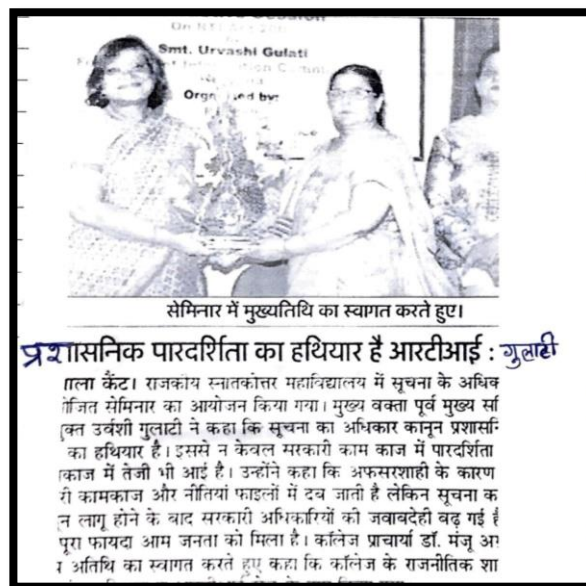 Session
Smt. Urvashi Gulati
सेमिनार में मुख्यतिथि का स्वागत करते हुए।
प्रशासनिक पारदर्शिता का हथियार है आरटीआई : गुलाटी
ाला कैंट। राजकीय स्नातकोत्तर महाविद्यालय में सूचना के अधिक
ोजित सेमिनार का आयोजन किया गया। मुख्य वक्ता पूर्व मुख्य सचि
ुक्त उर्वशी गुलाटी ने कहा कि सूचना का अधिकार कानून प्रशासनि
का हथियार है। इससे न केवल सरकारी काम काज में पारदर्शिता
काज में तेजी भी आई है। उन्होंने कहा कि अफसरशाही के कारण
री कामकाज और नीतियां फाइलों में दब जाती है लेकिन सूचना क
न लागू होने के बाद सरकारी अधिकारियों की जवाबदेही बढ़ गई है
पूरा फायदा आम जनता को मिला है। कॉलेज प्राचार्या डॉ. मंजू
अतिथि का स्वागत करते हुए कहा कि कॉलेज के राजनीतिक शा